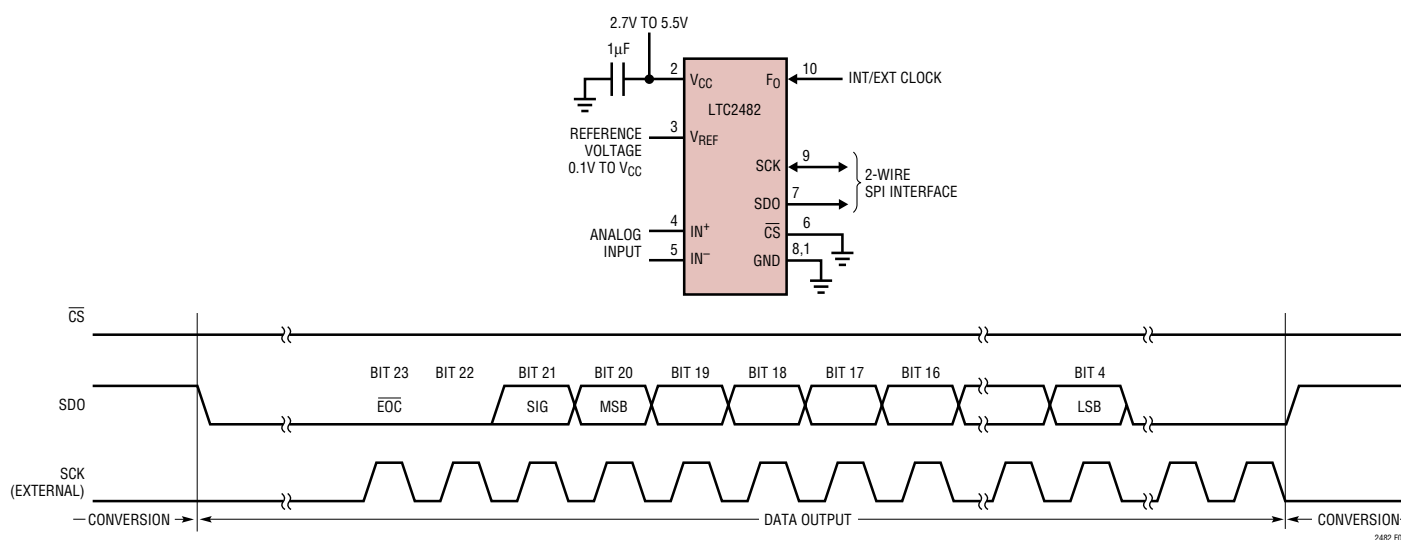 2.7V TO 5.5V
1µF
2
VCC
FO
10
INT/EXT CLOCK
LTC2482
REFERENCE
VOLTAGE
0.1V TO VCC
3
VREF
SCK
9
2-WIRE
SPI INTERFACE
SDO
7
ANALOG
INPUT
4
IN+
5
IN–
CS
6
GND
8,1
CS
SDO
BIT 23
BIT 22
BIT 21
BIT 20
BIT 19
BIT 18
BIT 17
BIT 16
BIT 4
EOC
SIG
MSB
LSB
SCK
(EXTERNAL)
CONVERSION
DATA OUTPUT
CONVERSION
2482 F0